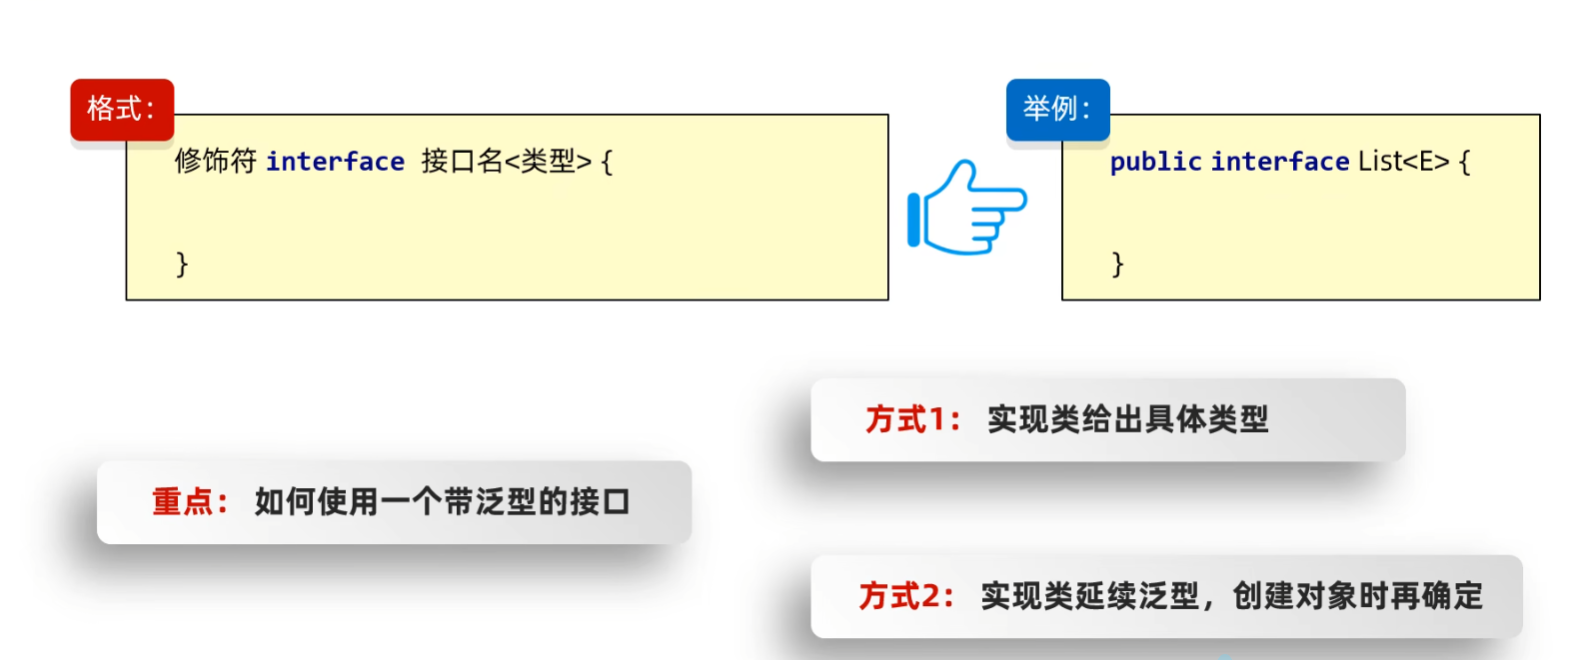 格式：
修饰符 interface 接口名<类型> {
}
举例：
public interface List<E> {
}
重点： 如何使用一个带泛型的接口
方式1： 实现类给出具体类型
方式2： 实现类延续泛型，创建对象时再确定